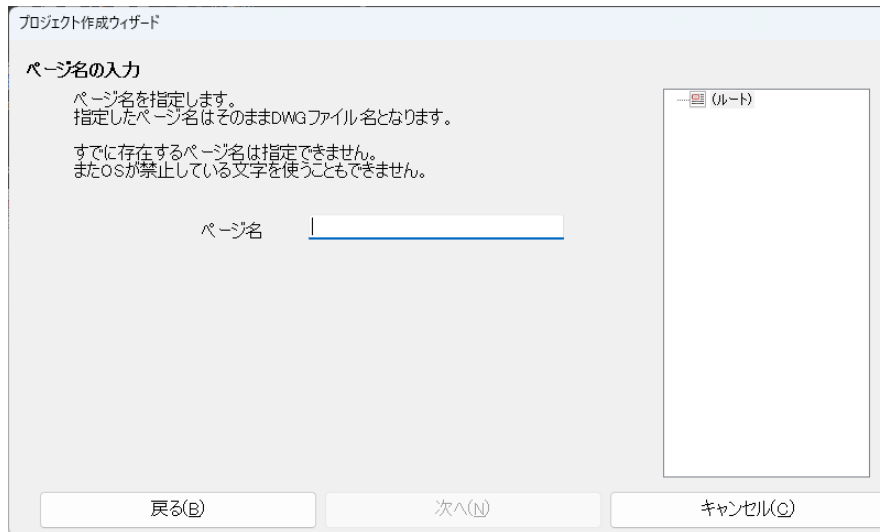 プロジェクト作成ウィザード
ページ名の入力
ページ名を指定します。
指定したページ名はそのままDWGファイル名となります。
すでに存在するページ名は指定できません。
またOSが禁止している文字を使うこともできません。
(ルート)
ページ名
戻る(B)
次へ(N)
キャンセル(C)